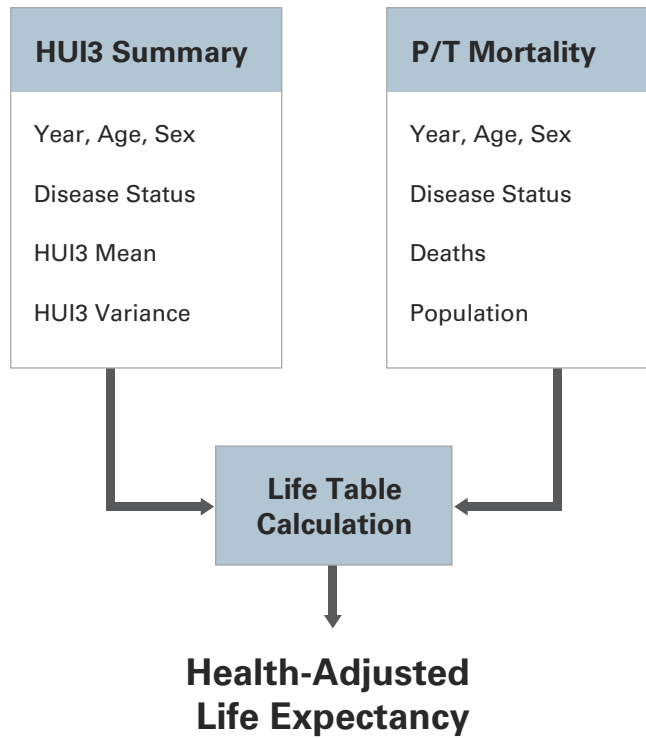 HUI3 Summary
Year, Age, Sex
Disease Status
HUI3 Mean
HUI3 Variance
P/T Mortality
Year, Age, Sex
Disease Status
Deaths
Population
Life Table
Calculation
Health-Adjusted
Life Expectancy